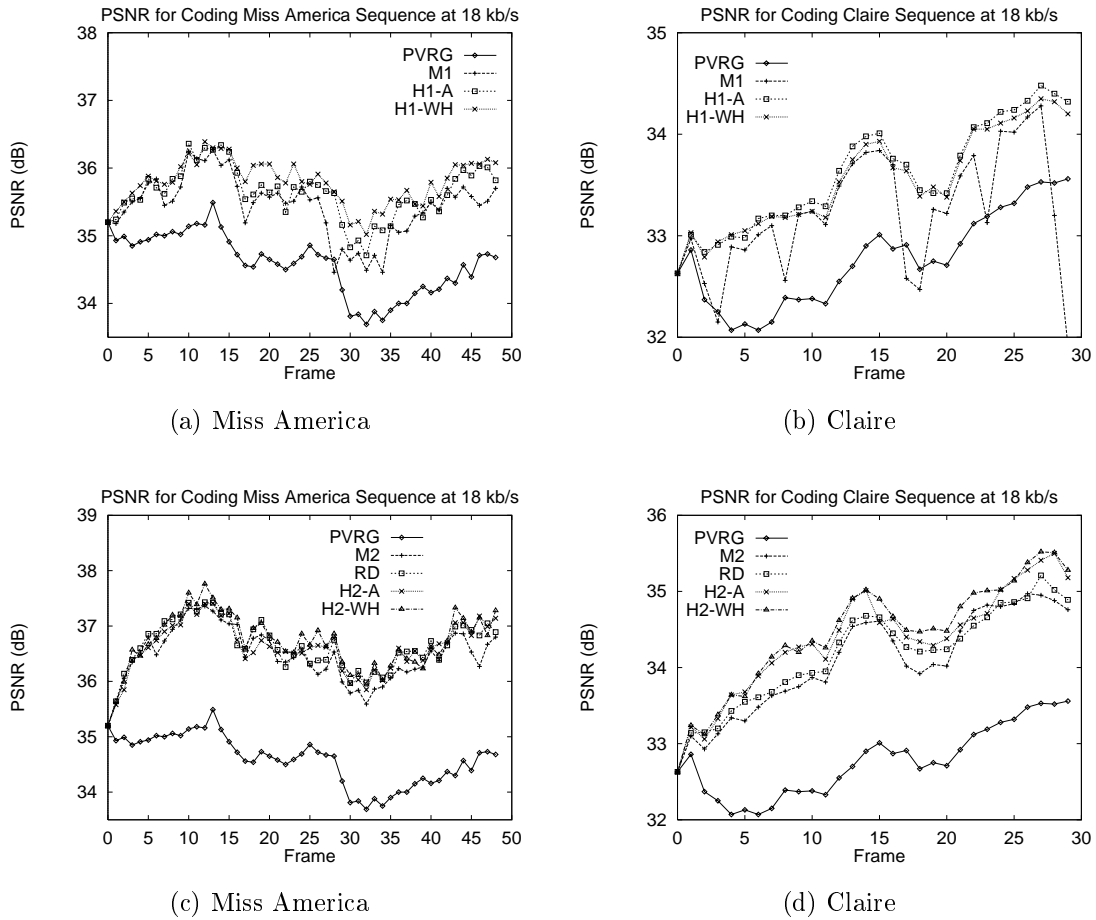 PSNR for Coding Miss America Sequence at 18 kb/s
38
37
36
35
34
PSNR (dB)
0 5 10 15 20 25 30 35 40 45 50
Frame
PVRG
M1
H1-A
H1-WH
(a) Miss America
PSNR for Coding Claire Sequence at 18 kb/s
35
34
33
32
PSNR (dB)
0 5 10 15 20 25 30
Frame
PVRG
M1
H1-A
H1-WH
(b) Claire
PSNR for Coding Miss America Sequence at 18 kb/s
39
38
37
36
35
34
PSNR (dB)
0 5 10 15 20 25 30 35 40 45 50
Frame
PVRG
M2
RD
H2-A
H2-WH
(c) Miss America
PSNR for Coding Claire Sequence at 18 kb/s
36
35
34
33
32
PSNR (dB)
0 5 10 15 20 25 30
Frame
PVRG
M2
RD
H2-A
H2-WH
(d) Claire